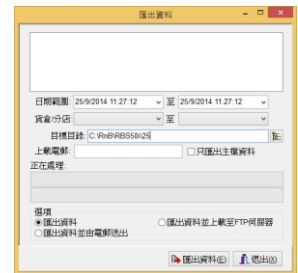 匯出資料
日期範圍: 25/9/2014 11:27:12 至 25/9/2014 11:27:12
貨倉/分店: 至
目標目錄: C:\RnB\RBS50\i25
上載電郵: 只匯出主檔資料
正在處理:
選項
匯出資料 匯出資料並上載至FTP伺服器
匯出資料並由電郵送出
匯出資料(E) 退出(X)